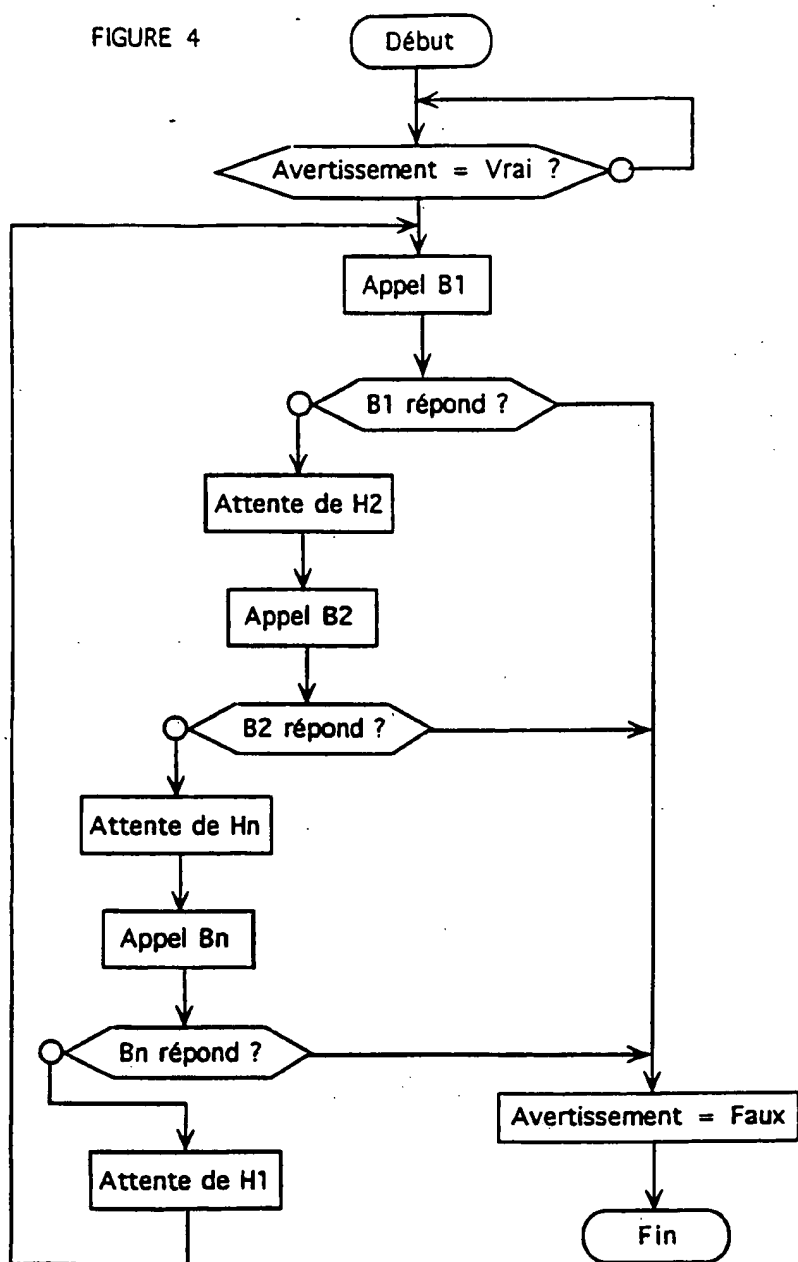 FIGURE 4
Début
Avertissement = Vrai ?
Appel B1
B1 répond ?
Attente de H2
Appel B2
B2 répond ?
Attente de Hn
Appel Bn
Bn répond ?
Avertissement = Faux
Attente de H1
Fin